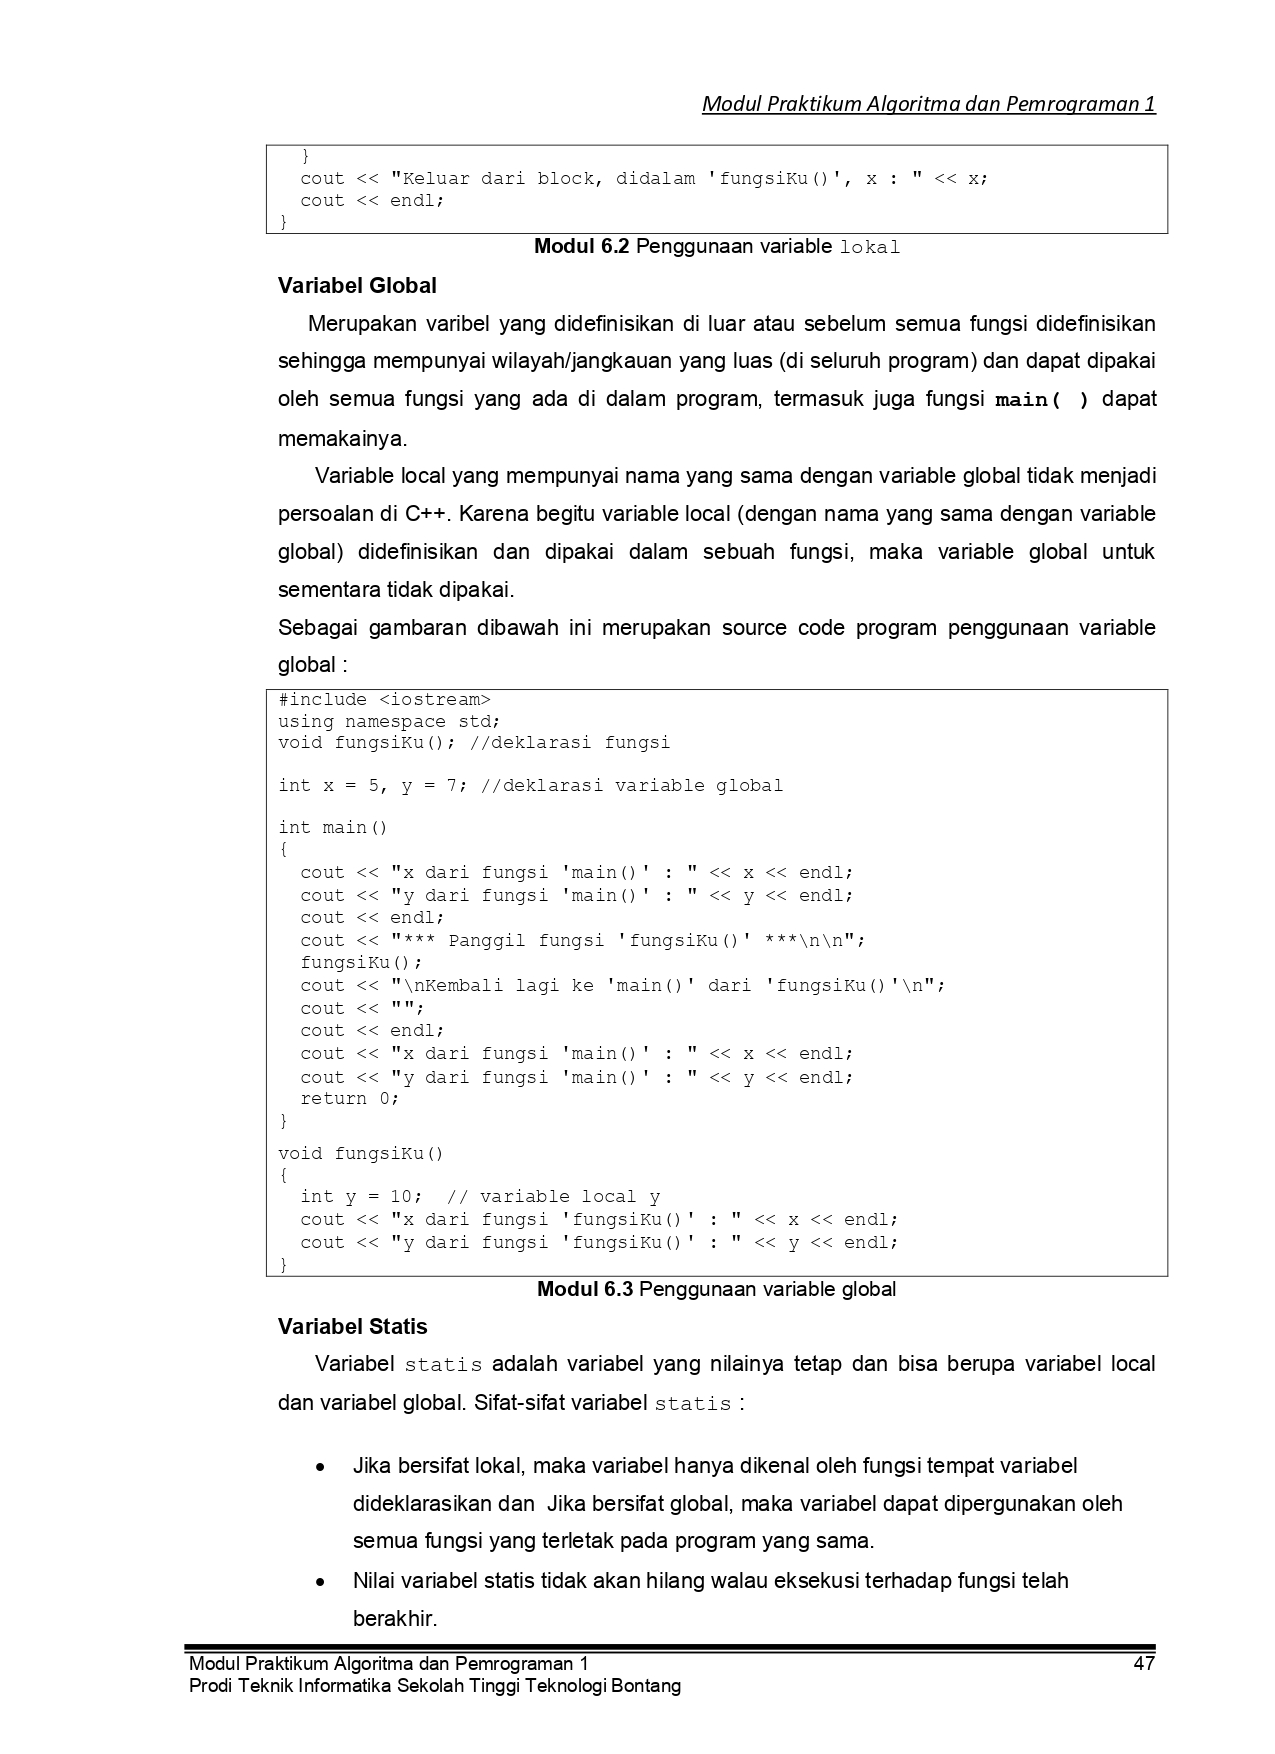 Modul Praktikum Algoritma dan Pemrograman 1
}
cout << "Keluar dari block, didalam 'fungsiKu()', x : " << x;
cout << endl;
}
Modul 6.2 Penggunaan variable lokal
Variabel Global
Merupakan varibel yang didefinisikan di luar atau sebelum semua fungsi didefinisikan
sehingga mempunyai wilayah/jangkauan yang luas (di seluruh program) dan dapat dipakai
oleh semua fungsi yang ada di dalam program, termasuk juga fungsi main( ) dapat
memakainya.
Variable local yang mempunyai nama yang sama dengan variable global tidak menjadi
persoalan di C++. Karena begitu variable local (dengan nama yang sama dengan variable
global) didefinisikan dan dipakai dalam sebuah fungsi, maka variable global untuk
sementara tidak dipakai.
Sebagai gambaran dibawah ini merupakan source code program penggunaan variable
global :
#include <iostream>
using namespace std;
void fungsiKu(); //deklarasi fungsi
int x = 5, y = 7; //deklarasi variable global
int main()
{
cout << "x dari fungsi 'main()' : " << x << endl;
cout << "y dari fungsi 'main()' : " << y << endl;
cout << endl;
cout << "*** Panggil fungsi 'fungsiKu()' ***\n\n";
fungsiKu();
cout << "\nKembali lagi ke 'main()' dari 'fungsiKu()'\n";
cout << "";
cout << endl;
cout << "x dari fungsi 'main()' : " << x << endl;
cout << "y dari fungsi 'main()' : " << y << endl;
return 0;
}
void fungsiKu()
{
int y = 10;  // variable local y
cout << "x dari fungsi 'fungsiKu()' : " << x << endl;
cout << "y dari fungsi 'fungsiKu()' : " << y << endl;
}
Modul 6.3 Penggunaan variable global
Variabel Statis
Variabel statis adalah variabel yang nilainya tetap dan bisa berupa variabel local
dan variabel global. Sifat-sifat variabel statis :
• Jika bersifat lokal, maka variabel hanya dikenal oleh fungsi tempat variabel
dideklarasikan dan  Jika bersifat global, maka variabel dapat dipergunakan oleh
semua fungsi yang terletak pada program yang sama.
• Nilai variabel statis tidak akan hilang walau eksekusi terhadap fungsi telah
berakhir.
Modul Praktikum Algoritma dan Pemrograman 1 47
Prodi Teknik Informatika Sekolah Tinggi Teknologi Bontang